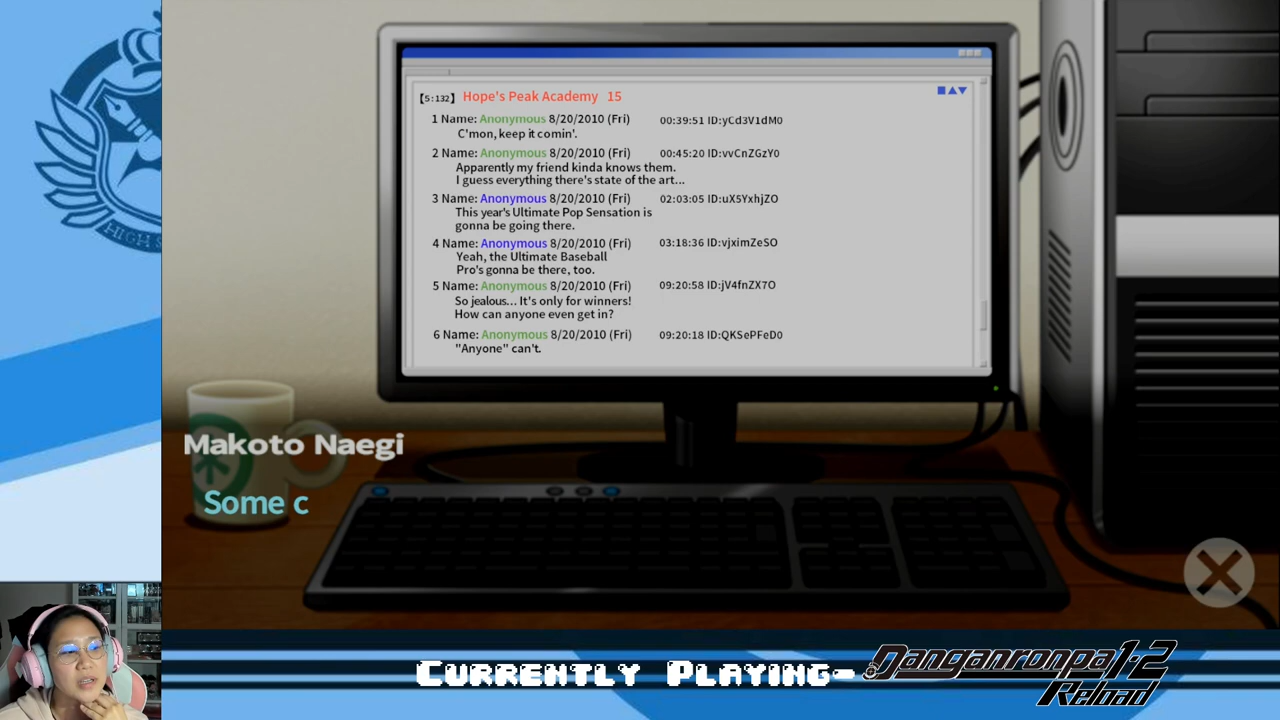 【5:132】 Hope's Peak Academy 15
1 Name: Anonymous 8/20/2010 (Fri) 00:39:51 ID:yCd3V1dM0
C'mon, keep it comin'.
2 Name: Anonymous 8/20/2010 (Fri) 00:45:20 ID:vvCnZGzY0
Apparently my friend kinda knows them.
I guess everything there's state of the art...
3 Name: Anonymous 8/20/2010 (Fri) 02:03:05 ID:uX5YxhjZO
This year's Ultimate Pop Sensation is
gonna be going there.
4 Name: Anonymous 8/20/2010 (Fri) 03:18:36 ID:vjximZeSO
Yeah, the Ultimate Baseball
Pro's gonna be there, too.
5 Name: Anonymous 8/20/2010 (Fri) 09:20:58 ID:jV4fnZX7O
So jealous... It's only for winners!
How can anyone even get in?
6 Name: Anonymous 8/20/2010 (Fri) 09:20:18 ID:QKSePFeD0
"Anyone" can't.
Makoto Naegi
Some c
HIGH S
Currently Playing-
Danganronpa 1·2
Reload